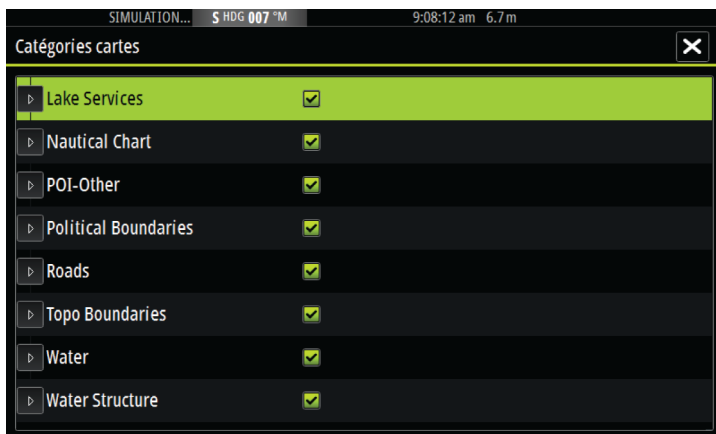 SIMULATION... S HDG 007 °M 9:08:12 am 6.7 m
Catégories cartes
Lake Services
Nautical Chart
POI-Other
Political Boundaries
Roads
Topo Boundaries
Water
Water Structure